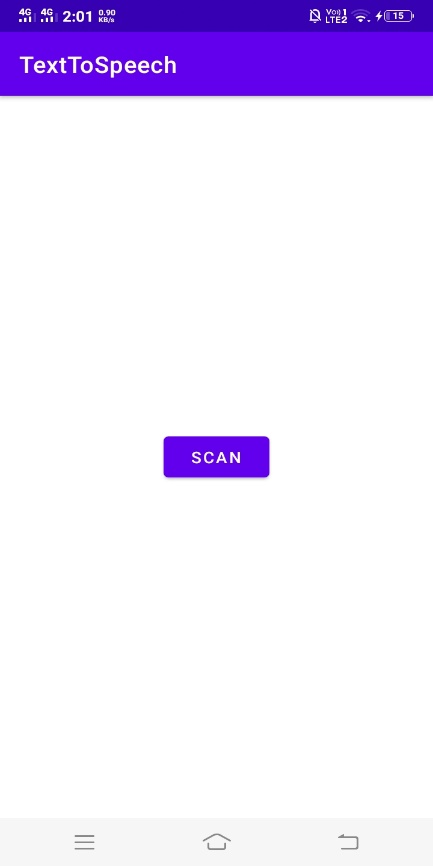 4G 4G 2:01 0.90 KB/s Vo)) 1 LTE2 15
TextToSpeech
SCAN